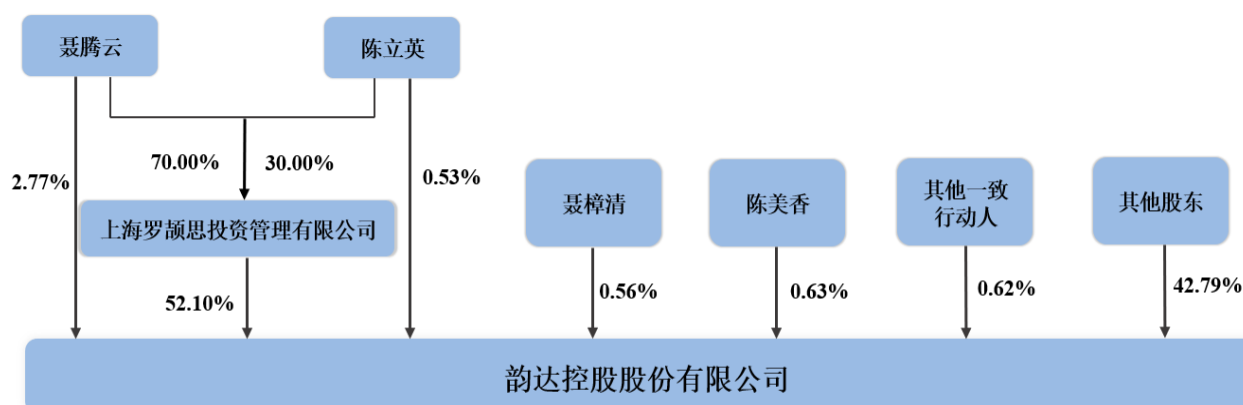 聂腾云
陈立英
70.00%
30.00%
2.77%
0.53%
上海罗颉思投资管理有限公司
聂樟清
陈美香
其他一致
行动人
其他股东
52.10%
0.56%
0.63%
0.62%
42.79%
韵达控股股份有限公司